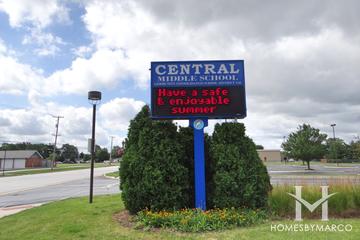 CENTRAL
MIDDLE SCHOOL
Have a safe
& enjoyable
summer
HOMESBYMARCO